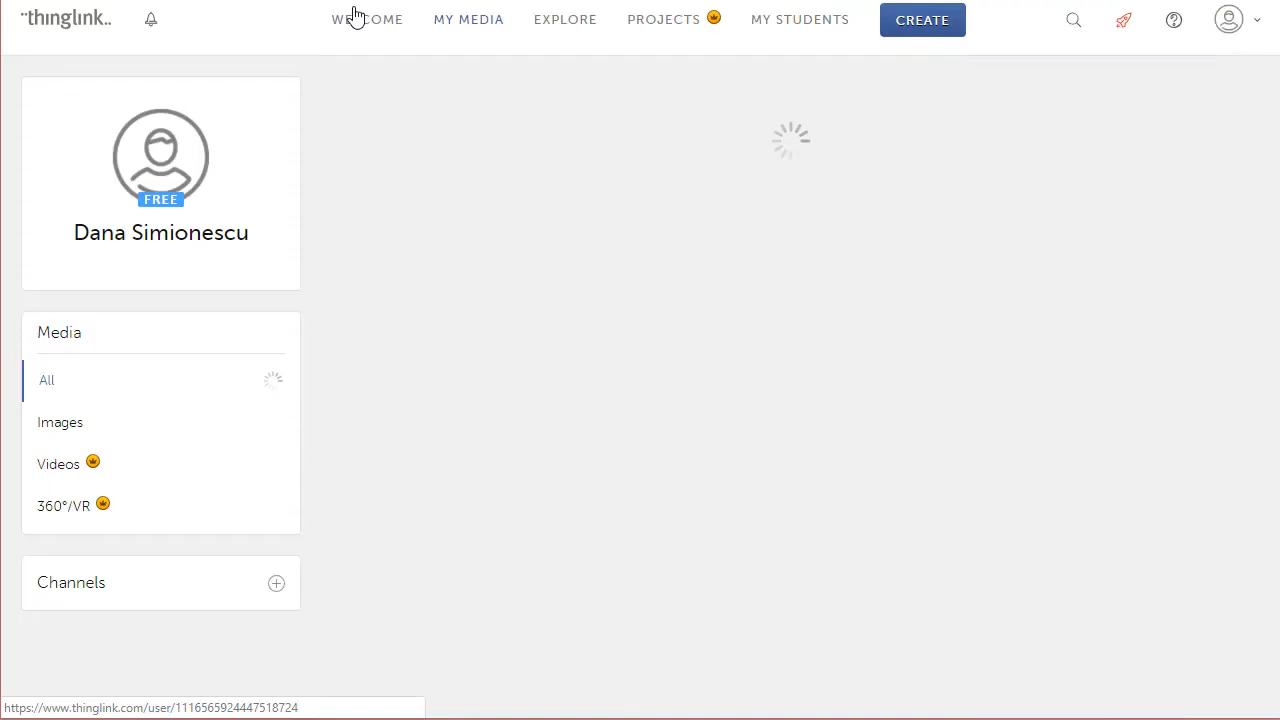 thinglink..
WELCOME
MY MEDIA
EXPLORE
PROJECTS
MY STUDENTS
CREATE
FREE
Dana Simionescu
Media
All
Images
Videos
360°/VR
Channels
https://www.thinglink.com/user/1116565924447518724